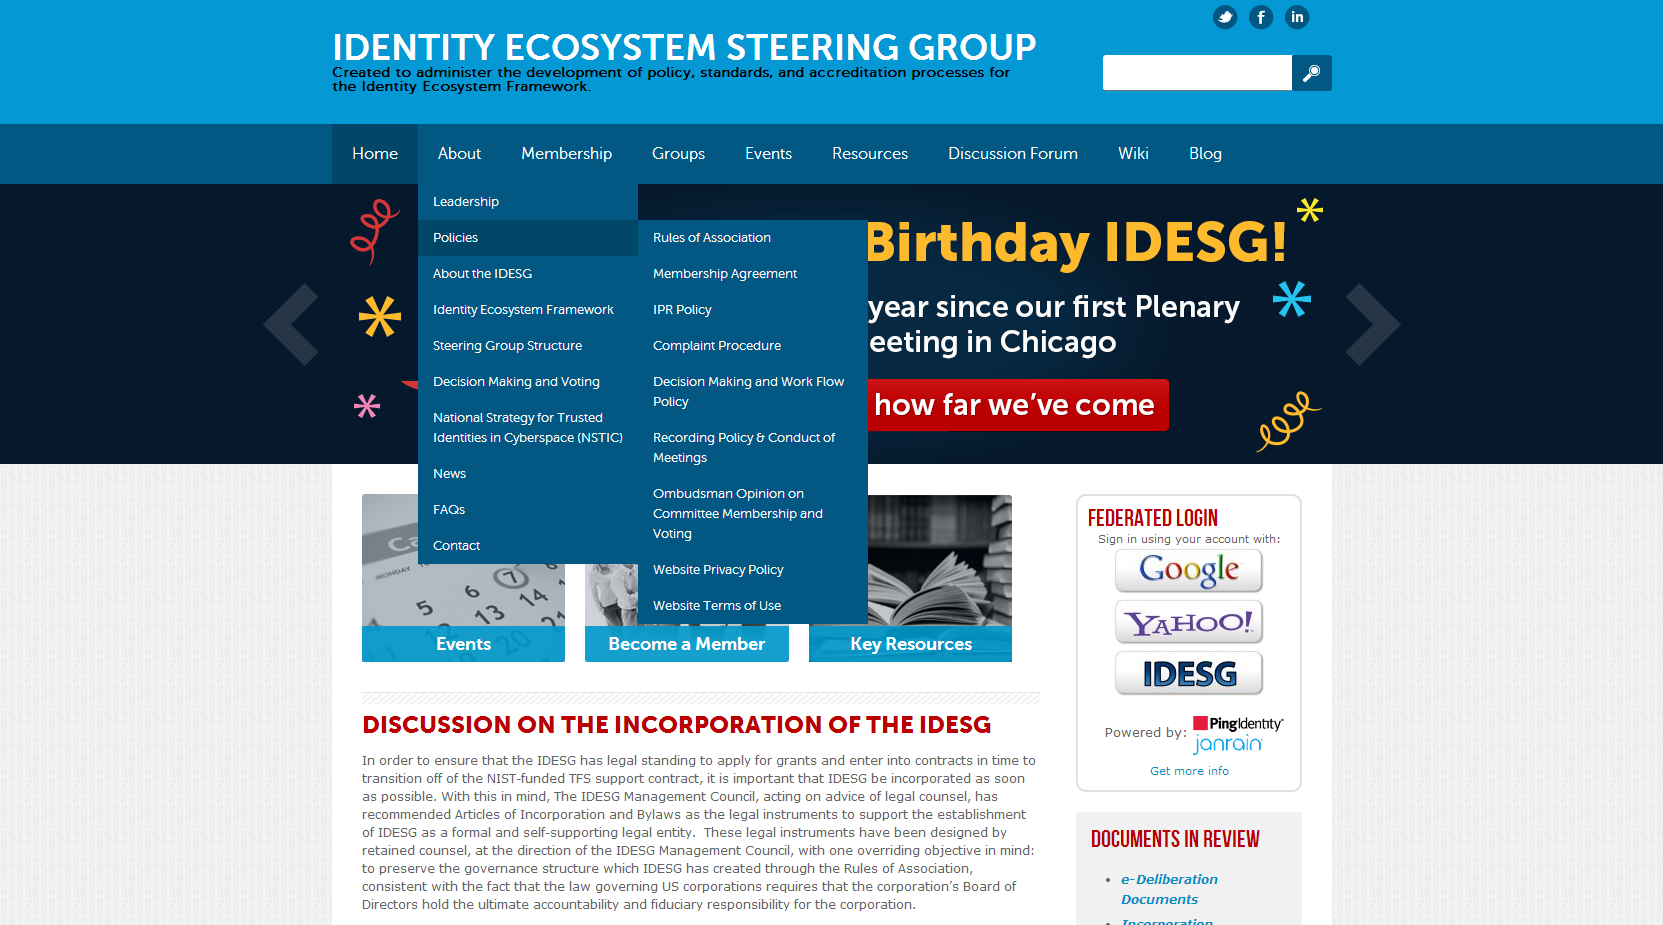 IDENTITY ECOSYSTEM STEERING GROUP
Created to administer the development of policy, standards, and accreditation processes for
the Identity Ecosystem Framework.
Home
About
Membership
Groups
Events
Resources
Discussion Forum
Wiki
Blog
Leadership
Policies
About the IDESG
Identity Ecosystem Framework
Steering Group Structure
Decision Making and Voting
National Strategy for Trusted
Identities in Cyberspace (NSTIC)
News
FAQs
Contact
Rules of Association
Membership Agreement
IPR Policy
Complaint Procedure
Decision Making and Work Flow
Policy
Recording Policy & Conduct of
Meetings
Ombudsman Opinion on
Committee Membership and
Voting
Website Privacy Policy
Website Terms of Use
Birthday IDESG!
year since our first Plenary
eeting in Chicago
how far we've come
Ca
MONDAY
7
6
5
14
13
12
21
20
19
Events
Become a Member
Key Resources
DISCUSSION ON THE INCORPORATION OF THE IDESG
In order to ensure that the IDESG has legal standing to apply for grants and enter into contracts in time to
transition off of the NIST-funded TFS support contract, it is important that IDESG be incorporated as soon
as possible. With this in mind, The IDESG Management Council, acting on advice of legal counsel, has
recommended Articles of Incorporation and Bylaws as the legal instruments to support the establishment
of IDESG as a formal and self-supporting legal entity.  These legal instruments have been designed by
retained counsel, at the direction of the IDESG Management Council, with one overriding objective in mind:
to preserve the governance structure which IDESG has created through the Rules of Association,
consistent with the fact that the law governing US corporations requires that the corporation's Board of
Directors hold the ultimate accountability and fiduciary responsibility for the corporation.
FEDERATED LOGIN
Sign in using your account with:
Google
YAHOO!
IDESG
Powered by:
PingIdentity
janrain
Get more info
DOCUMENTS IN REVIEW
e-Deliberation
Documents
Incorporation